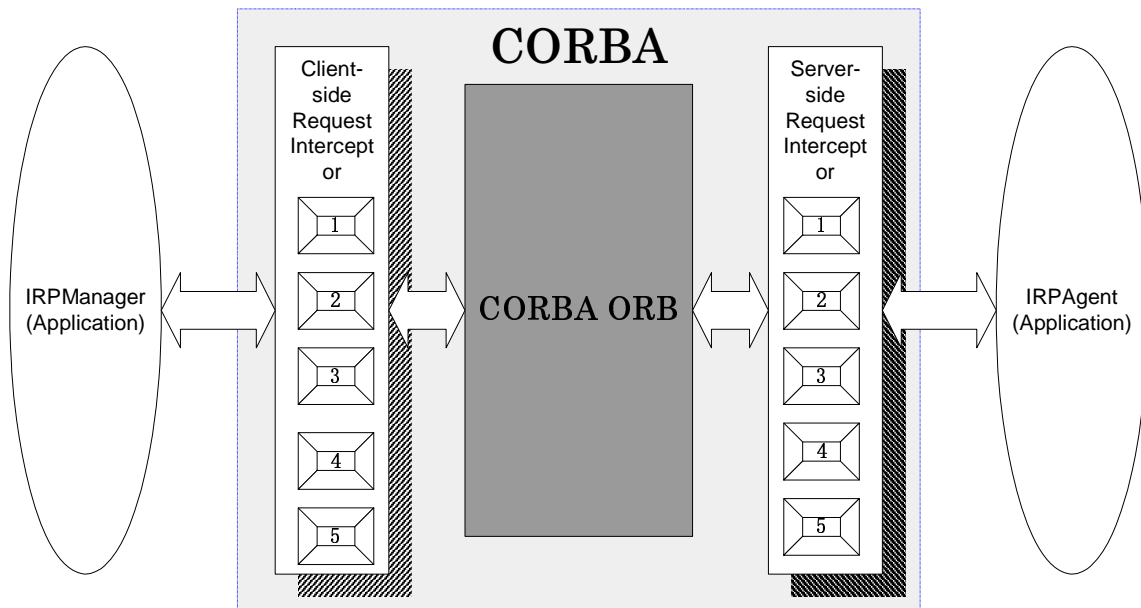 CORBA
Client-
side
Request
Intercept
or
1
2
3
4
5
Server-
side
Request
Intercept
or
1
2
3
4
5
IRPManager
(Application)
CORBA ORB
IRPAgent
(Application)